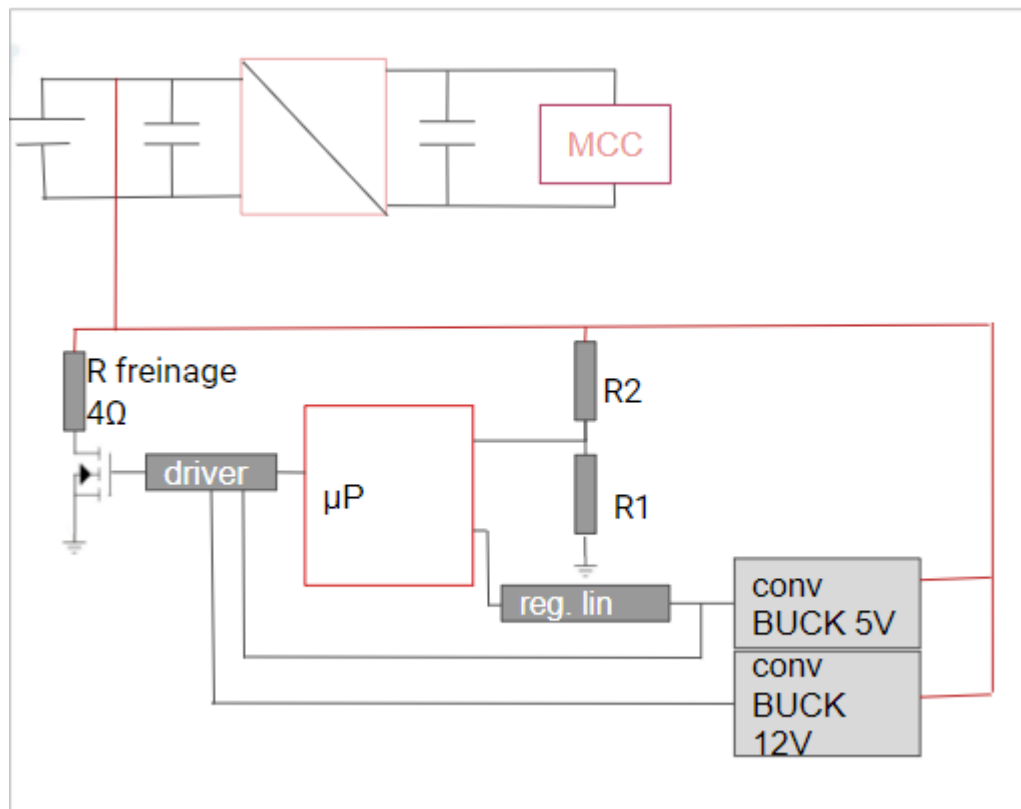 MCC
R freinage
4Ω
R2
driver
µP
R1
reg. lin
conv
BUCK 5V
conv
BUCK
12V